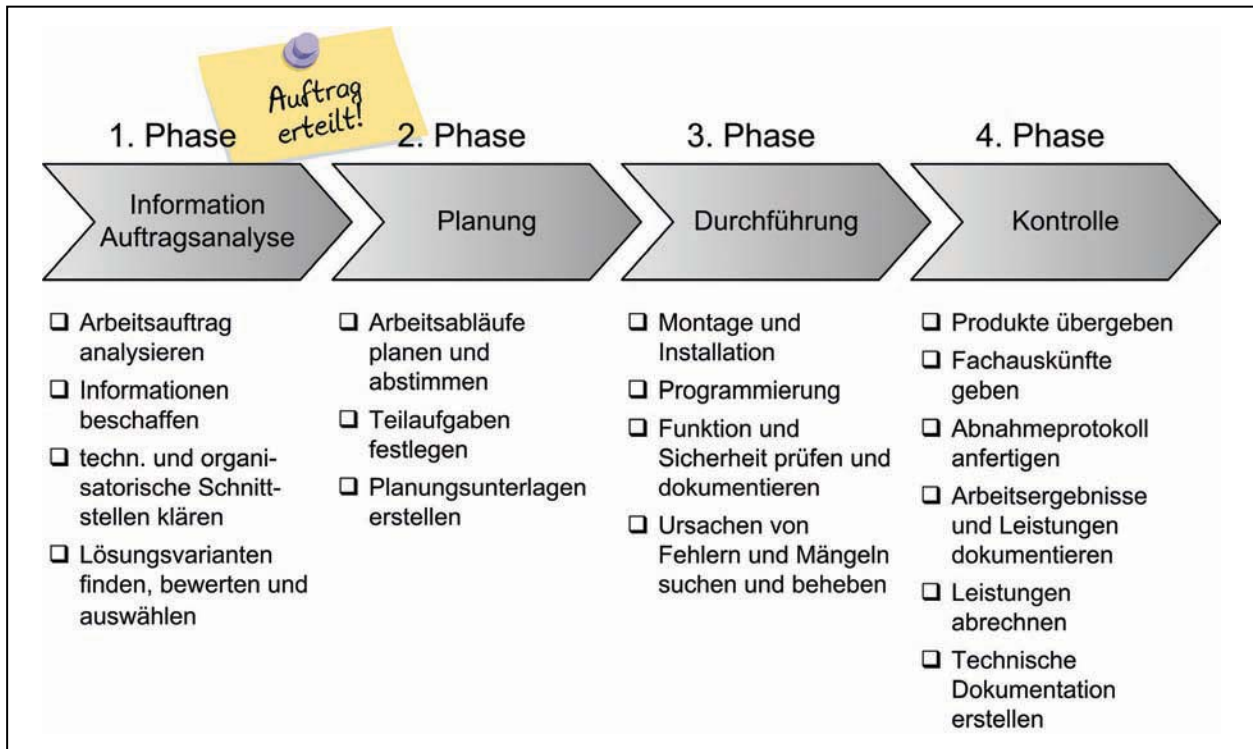 Auftrag
erteilt!
1. Phase
Information
Auftragsanalyse
❑ Arbeitsauftrag
analysieren
❑ Informationen
beschaffen
❑ techn. und organi-
satorische Schnitt-
stellen klären
❑ Lösungsvarianten
finden, bewerten und
auswählen
2. Phase
Planung
❑ Arbeitsabläufe
planen und
abstimmen
❑ Teilaufgaben
festlegen
❑ Planungsunterlagen
erstellen
3. Phase
Durchführung
❑ Montage und
Installation
❑ Programmierung
❑ Funktion und
Sicherheit prüfen und
dokumentieren
❑ Ursachen von
Fehlern und Mängeln
suchen und beheben
4. Phase
Kontrolle
❑ Produkte übergeben
❑ Fachauskünfte
geben
❑ Abnahmeprotokoll
anfertigen
❑ Arbeitsergebnisse
und Leistungen
dokumentieren
❑ Leistungen
abrechnen
❑ Technische
Dokumentation
erstellen